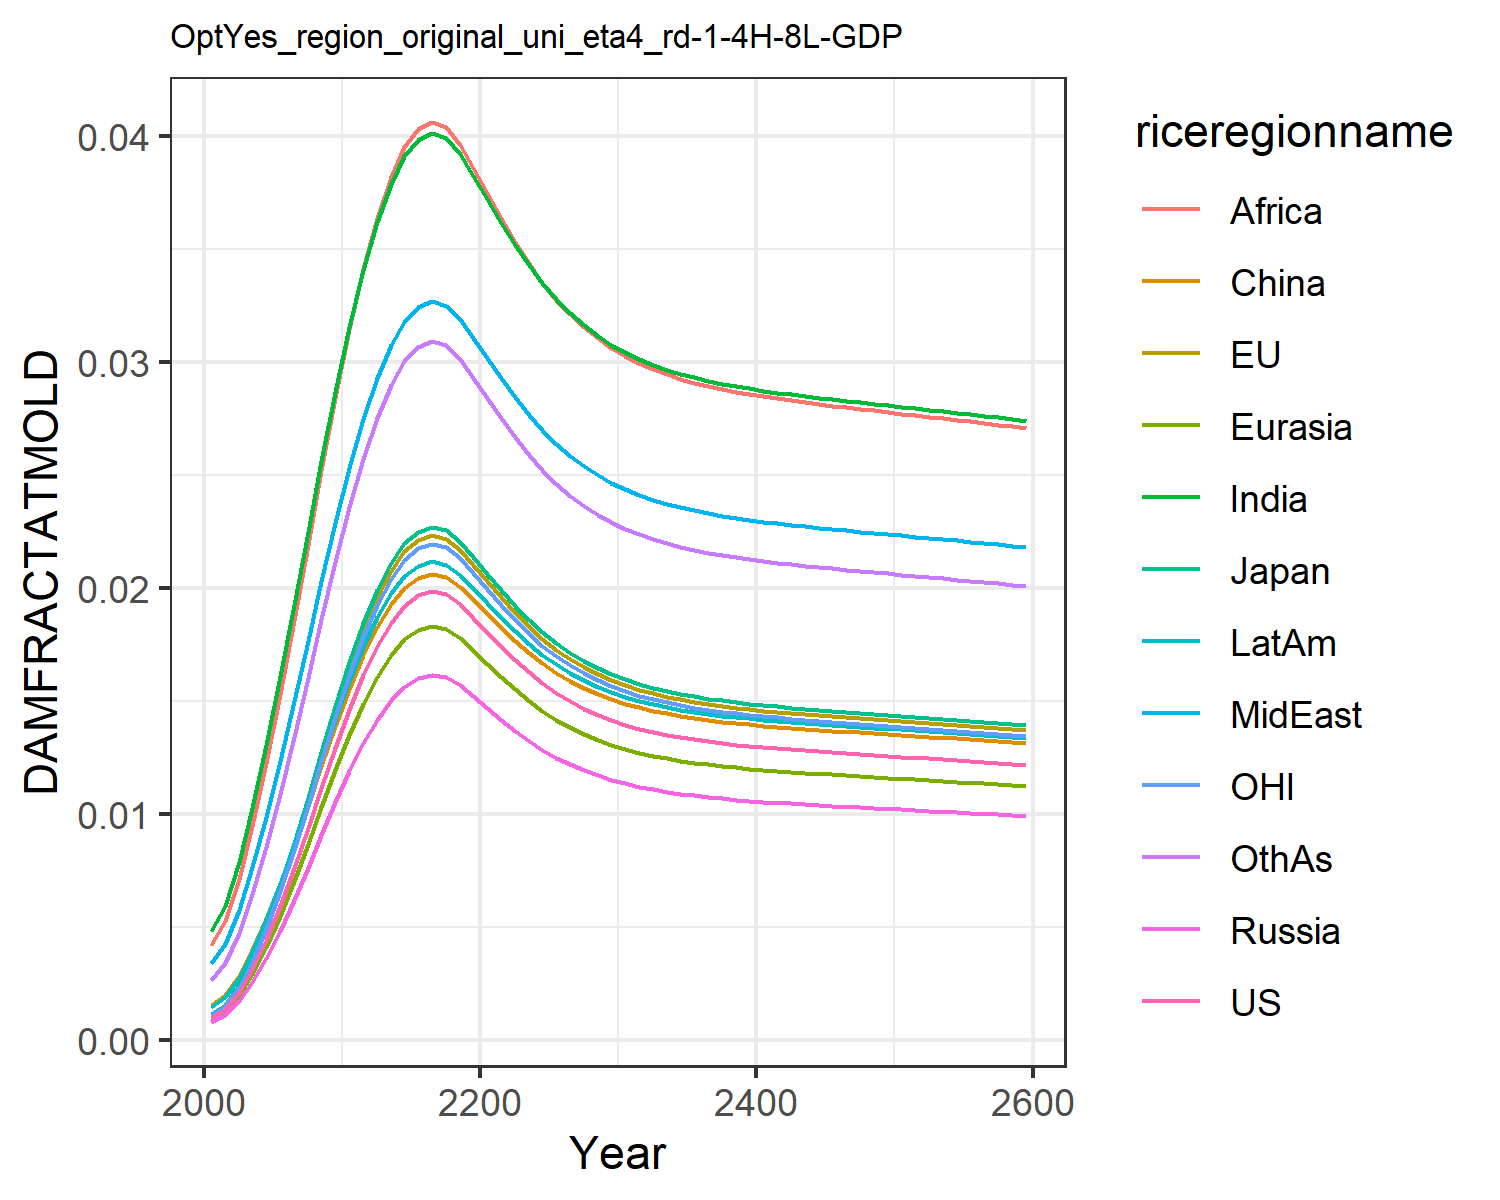 OptYes_region_original_uni_eta4_rd-1-4H-8L-GDP
DAMFRACTATMOLD
0.04
0.03
0.02
0.01
0.00
2000 2200 2400 2600
Year
riceregionname
Africa
China
EU
Eurasia
India
Japan
LatAm
MidEast
OHI
OthAs
Russia
US